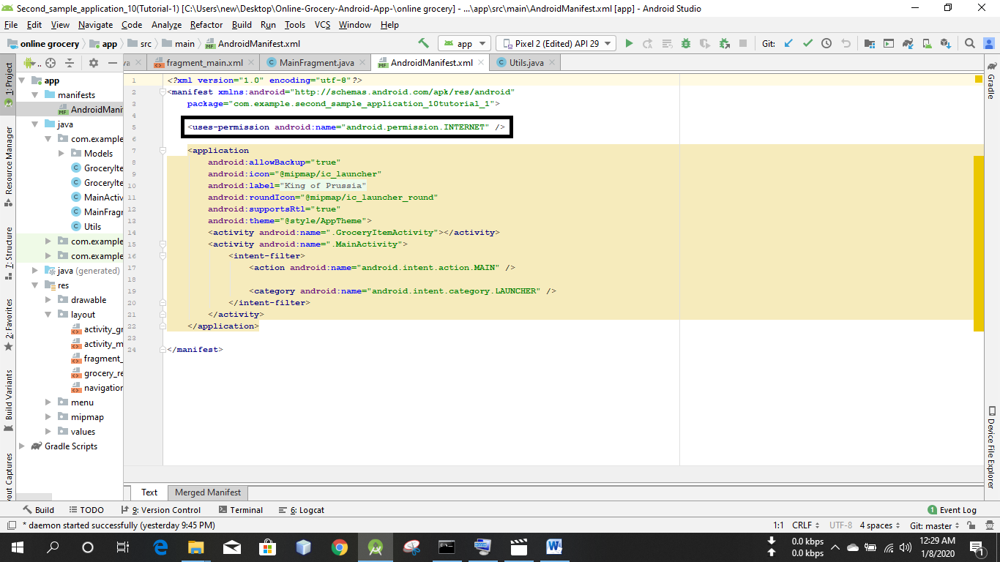 Second_sample_application_10(Tutorial-1) [C:\Users\new\Desktop\Online-Grocery-Android-App-\online grocery] - ...\app\src\main\AndroidManifest.xml [app] - Android Studio
File Edit View Navigate Code Analyze Refactor Build Run Tools VCS Window Help
online grocery app src main AndroidManifest.xml app Pixel 2 (Edited) API 29 Git:
va fragment_main.xml MainFragment.java AndroidManifest.xml Utils.java
1: Project
Resource Manager
Z: Structure
2: Favorites
Build Variants
yout Captures
app
manifests
AndroidManif
java
com.example
Models
GroceryIte
GroceryIte
MainActiv
MainFragr
Utils
com.example
com.example
java (generated)
res
drawable
layout
activity_gr
activity_m
fragment_
grocery_re
navigation
menu
mipmap
values
Gradle Scripts
1 <?xml version="1.0" encoding="utf-8"?>
2 <manifest xmlns:android="http://schemas.android.com/apk/res/android"
3 package="com.example.second_sample_application_10tutorial_1">
4
5 <uses-permission android:name="android.permission.INTERNET" />
6
7 <application
8 android:allowBackup="true"
9 android:icon="@mipmap/ic_launcher"
10 android:label="King of Prussia"
11 android:roundIcon="@mipmap/ic_launcher_round"
12 android:supportsRtl="true"
13 android:theme="@style/AppTheme">
14 <activity android:name=".GroceryItemActivity"></activity>
15 <activity android:name=".MainActivity">
16 <intent-filter>
17 <action android:name="android.intent.action.MAIN" />
18
19 <category android:name="android.intent.category.LAUNCHER" />
20 </intent-filter>
21 </activity>
22 </application>
23
24 </manifest>
Gradle
Device File Explorer
Text Merged Manifest
Build TODO 9: Version Control Terminal 6: Logcat 1 Event Log
* daemon started successfully (yesterday 9:45 PM) 1:1 CRLF UTF-8 4 spaces Git: master
0.0 kbps
0.0 kbps
12:29 AM
1/8/2020
1